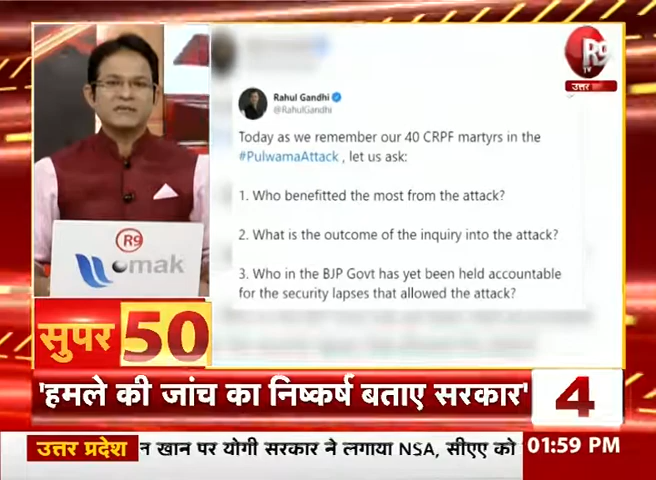 R9
TV
उत्तर
Rahul Gandhi
@RahulGandhi
Today as we remember our 40 CRPF martyrs in the
#PulwamaAttack , let us ask:
1. Who benefitted the most from the attack?
2. What is the outcome of the inquiry into the attack?
3. Who in the BJP Govt has yet been held accountable
for the security lapses that allowed the attack?
R9
mak
सुपर 50
'हमले की जांच का निष्कर्ष बताए सरकार' 4
उत्तर प्रदेश न खान पर योगी सरकार ने लगाया NSA, सीएए को 01:59 PM